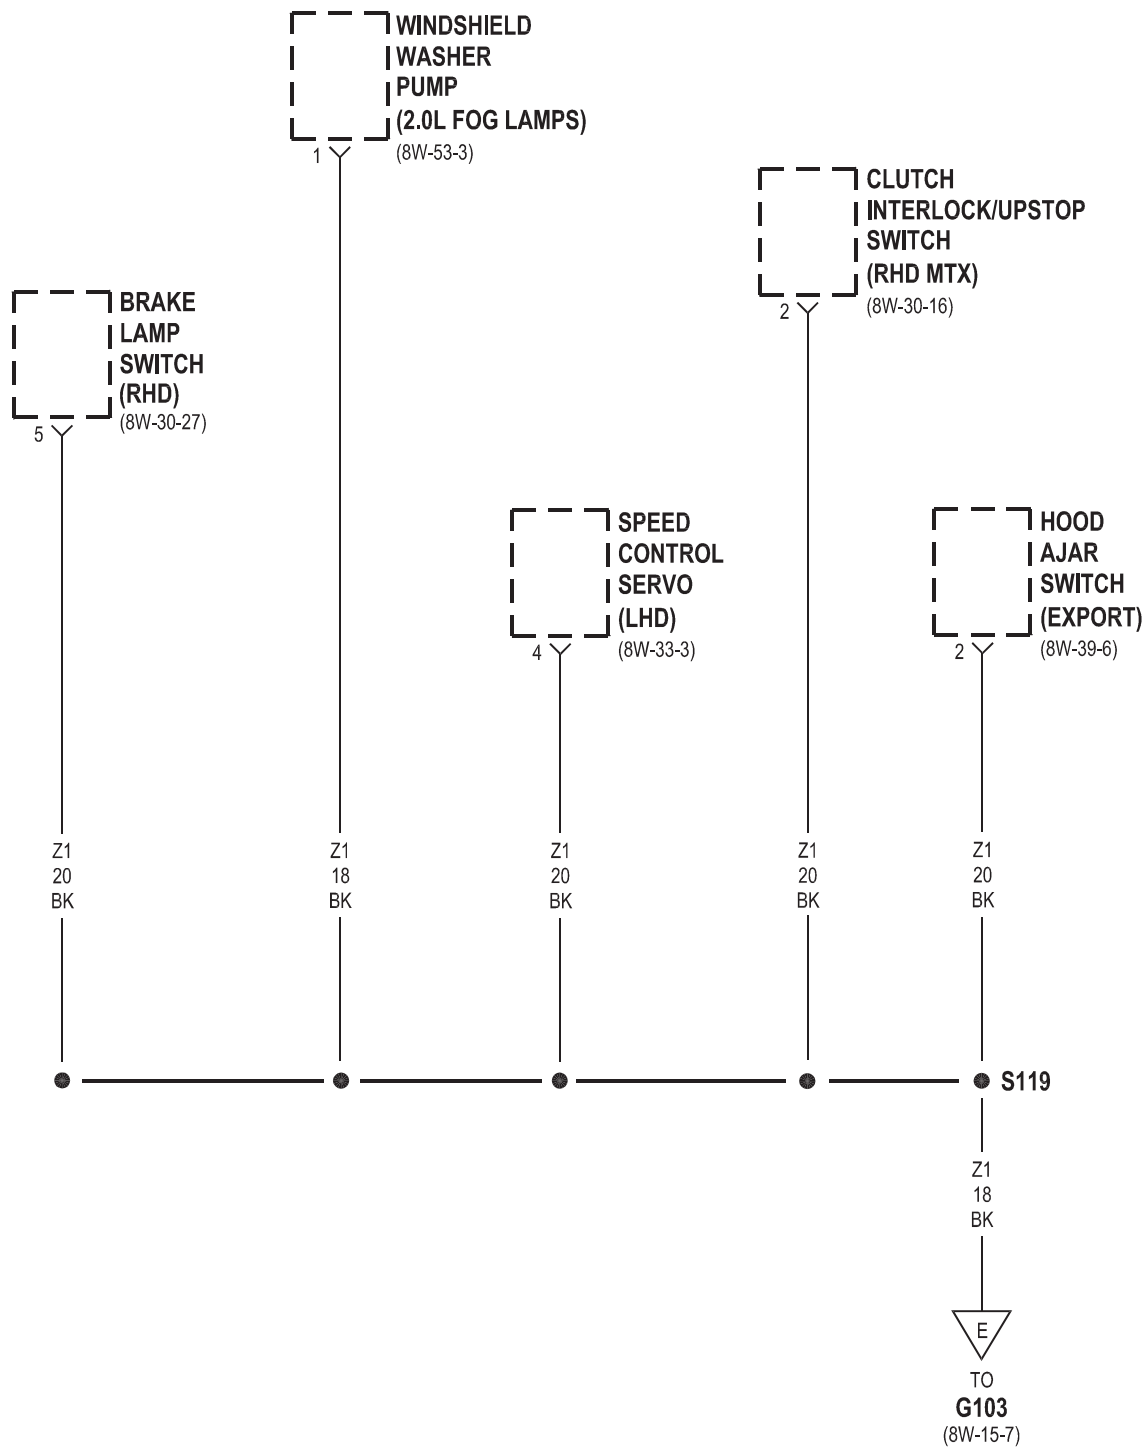 WINDSHIELD
WASHER
PUMP
(2.0L FOG LAMPS)
(8W-53-3)
1
CLUTCH
INTERLOCK/UPSTOP
SWITCH
(RHD MTX)
(8W-30-16)
2
BRAKE
LAMP
SWITCH
(RHD)
(8W-30-27)
5
SPEED
CONTROL
SERVO
(LHD)
(8W-33-3)
4
HOOD
AJAR
SWITCH
(EXPORT)
(8W-39-6)
2
Z1
20
BK
Z1
18
BK
Z1
20
BK
Z1
20
BK
Z1
20
BK
S119
Z1
18
BK
E
TO
G103
(8W-15-7)